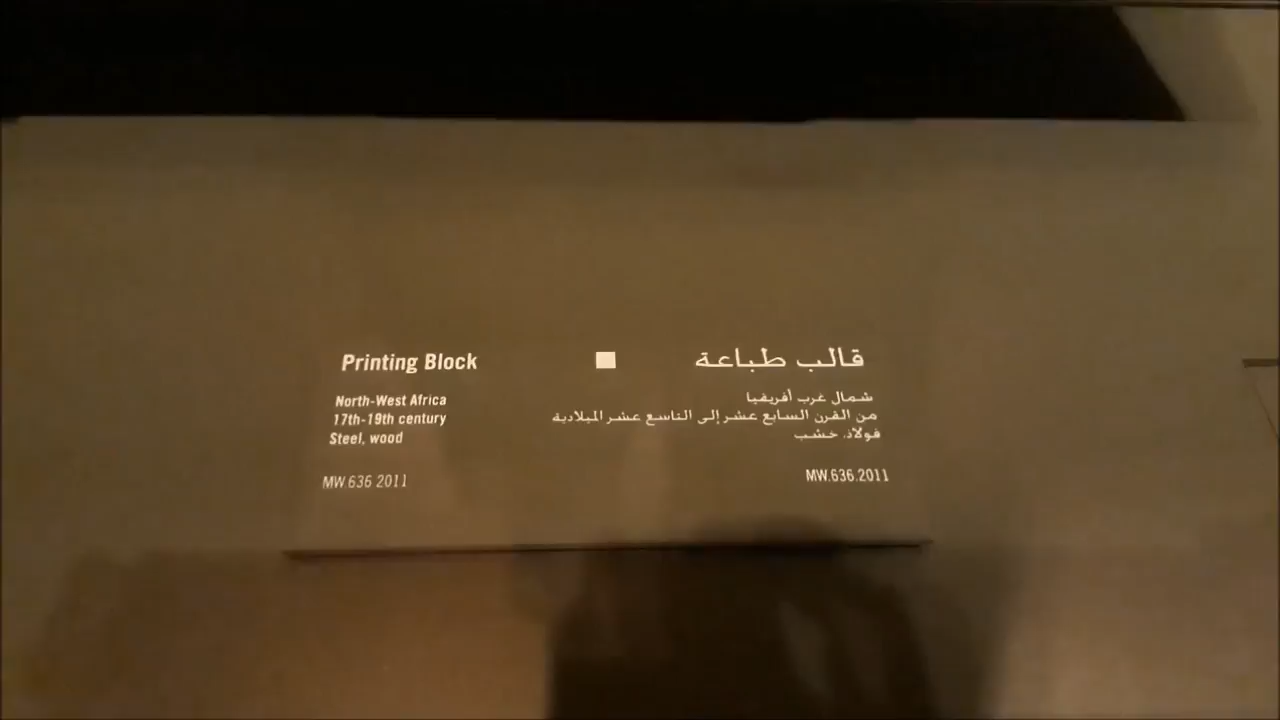 Printing Block
North-West Africa
17th-19th century
Steel, wood
MW 636 2011
قالب طباعة
شمال غرب أفريقيا
من القرن السابع عشر إلى التاسع عشر الميلادية
فولاذ، خشب
MW.636.2011